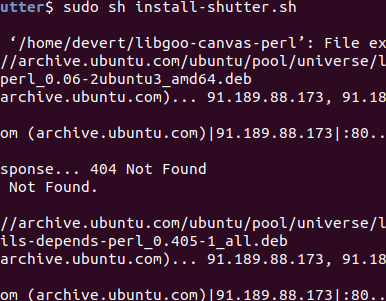 utter$ sudo sh install-shutter.sh
‘/home/devert/libgoo-canvas-perl’: File ex
//archive.ubuntu.com/ubuntu/pool/universe/l
perl_0.06-2ubuntu3_amd64.deb
archive.ubuntu.com)... 91.189.88.173, 91.18
om (archive.ubuntu.com)|91.189.88.173|:80..
sponse... 404 Not Found
Not Found.
//archive.ubuntu.com/ubuntu/pool/universe/l
ils-depends-perl_0.405-1_all.deb
archive.ubuntu.com)... 91.189.88.173, 91.18
om (archive.ubuntu.com)|91.189.88.173|:80..